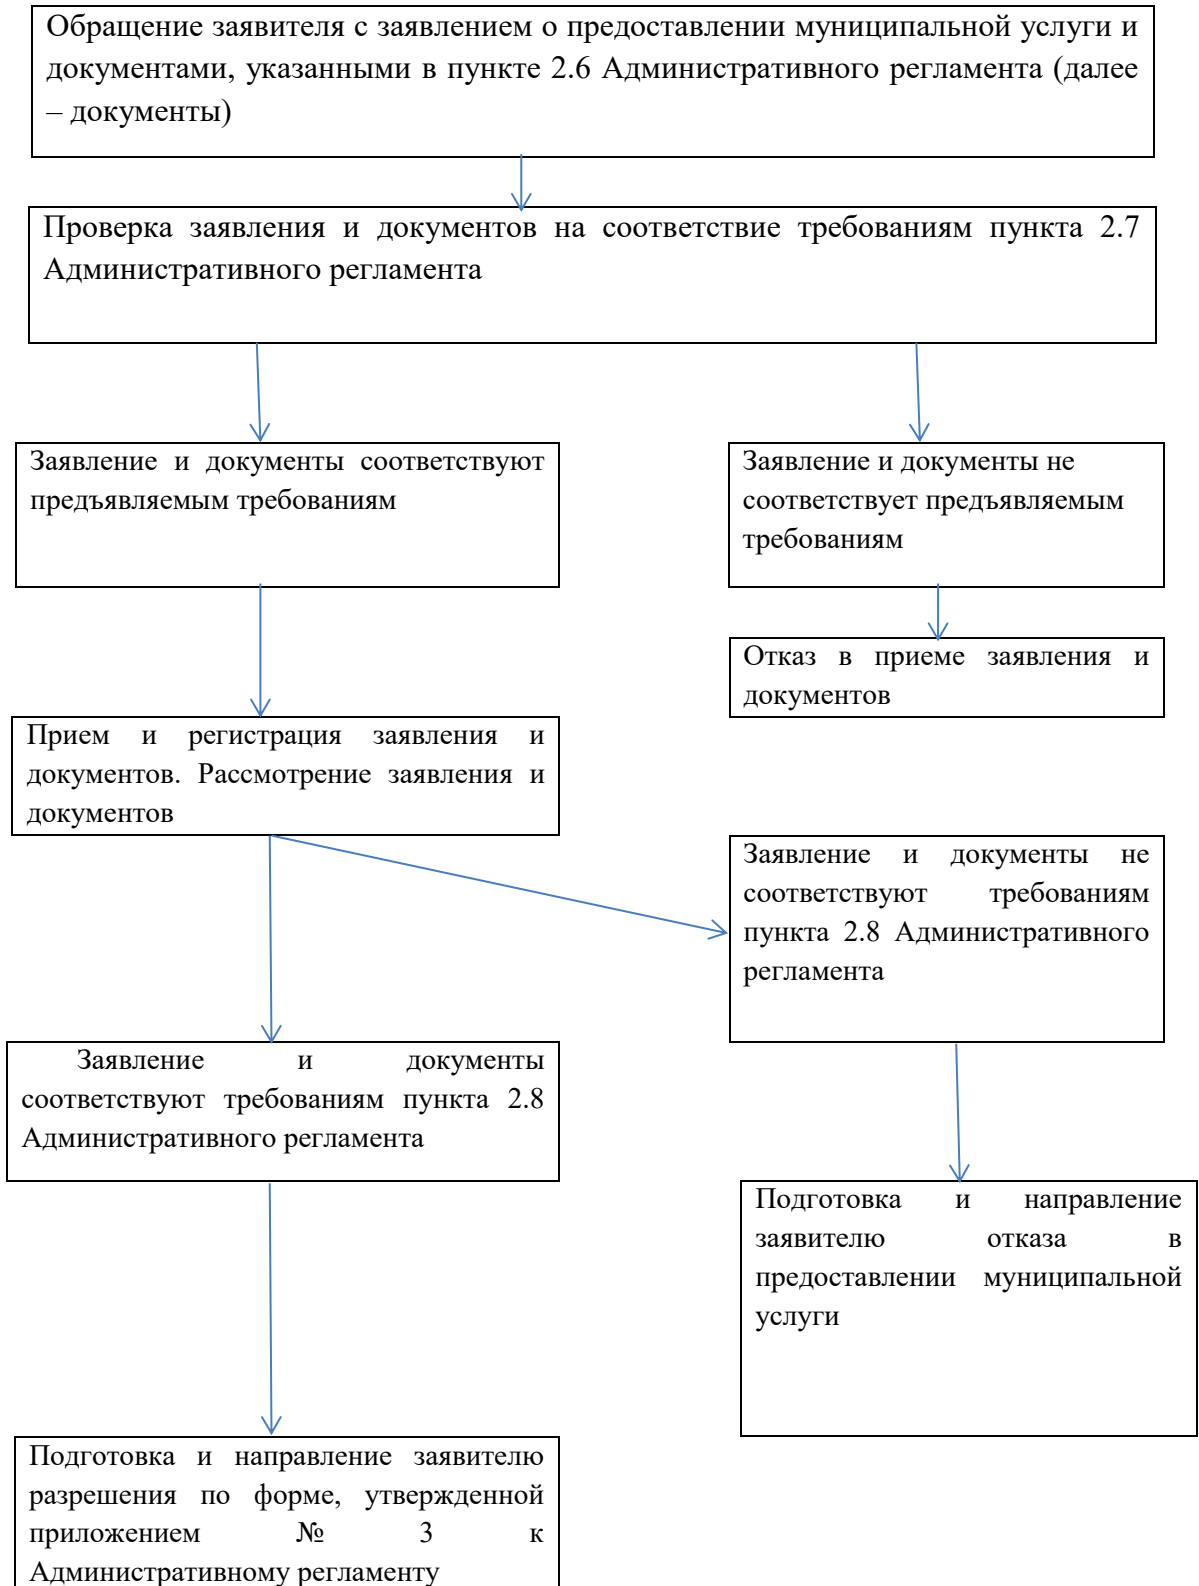 Обращение заявителя с заявлением о предоставлении муниципальной услуги и
документами, указанными в пункте 2.6 Административного регламента (далее
– документы)
Проверка заявления и документов на соответствие требованиям пункта 2.7
Административного регламента
Заявление и документы соответствуют
предъявляемым требованиям
Заявление и документы не
соответствует предъявляемым
требованиям
Отказ в приеме заявления и
документов
Прием и регистрация заявления и
документов. Рассмотрение заявления и
документов
Заявление и документы не
соответствуют требованиям
пункта 2.8 Административного
регламента
Заявление и документы
соответствуют требованиям пункта 2.8
Административного регламента
Подготовка и направление
заявителю отказа в
предоставлении муниципальной
услуги
Подготовка и направление заявителю
разрешения по форме, утвержденной
приложением № 3 к
Административному регламенту